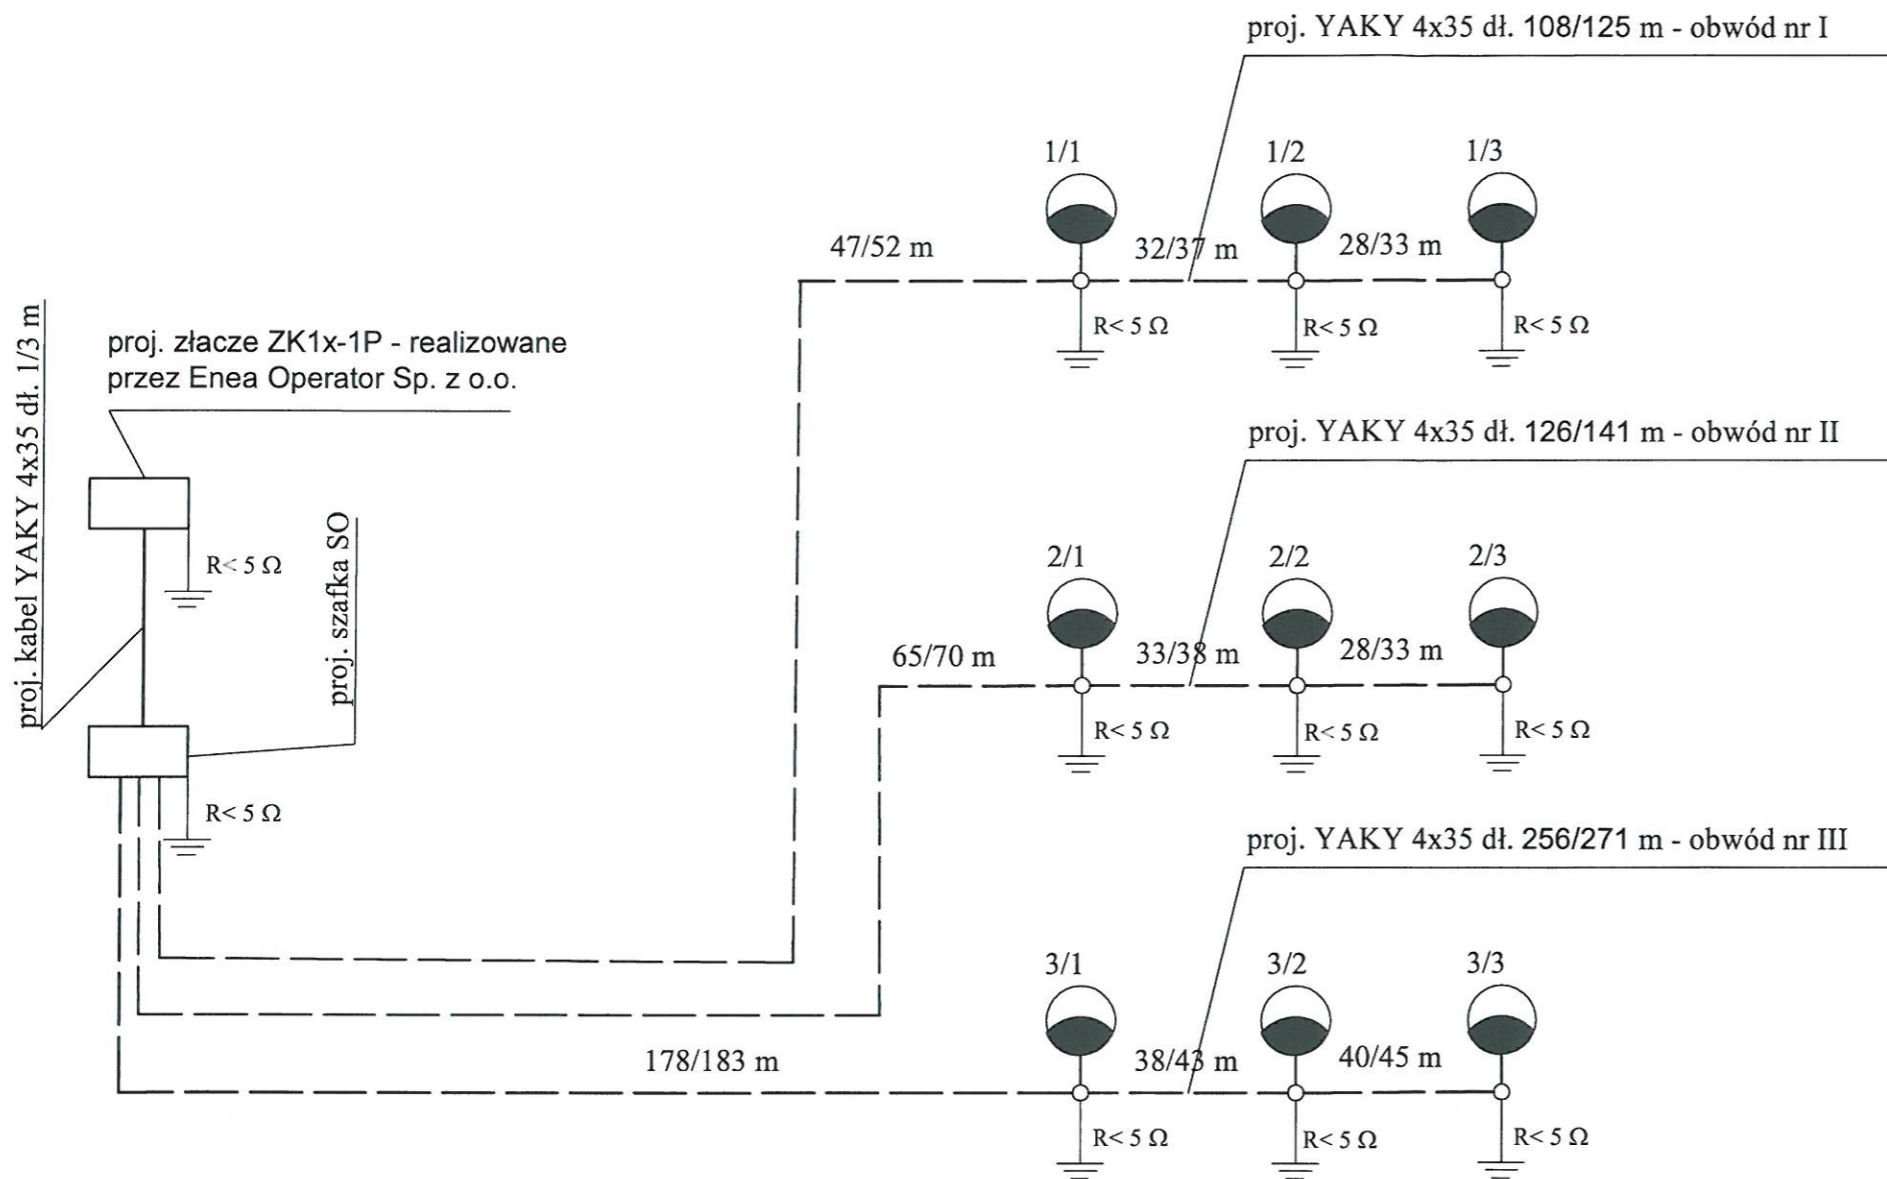 proj. YAKY 4x35 dł. 108/125 m - obwód nr I
1/1
1/2
1/3
47/52 m
32/37 m
28/33 m
R< 5 Ω
R< 5 Ω
R< 5 Ω
proj. kabel YAKY 4x35 dł. 1/3 m
proj. złacze ZK1x-1P - realizowane
przez Enea Operator Sp. z o.o.
R< 5 Ω
proj. szafka SO
R< 5 Ω
proj. YAKY 4x35 dł. 126/141 m - obwód nr II
2/1
2/2
2/3
65/70 m
33/38 m
28/33 m
R< 5 Ω
R< 5 Ω
R< 5 Ω
proj. YAKY 4x35 dł. 256/271 m - obwód nr III
3/1
3/2
3/3
178/183 m
38/43 m
40/45 m
R< 5 Ω
R< 5 Ω
R< 5 Ω